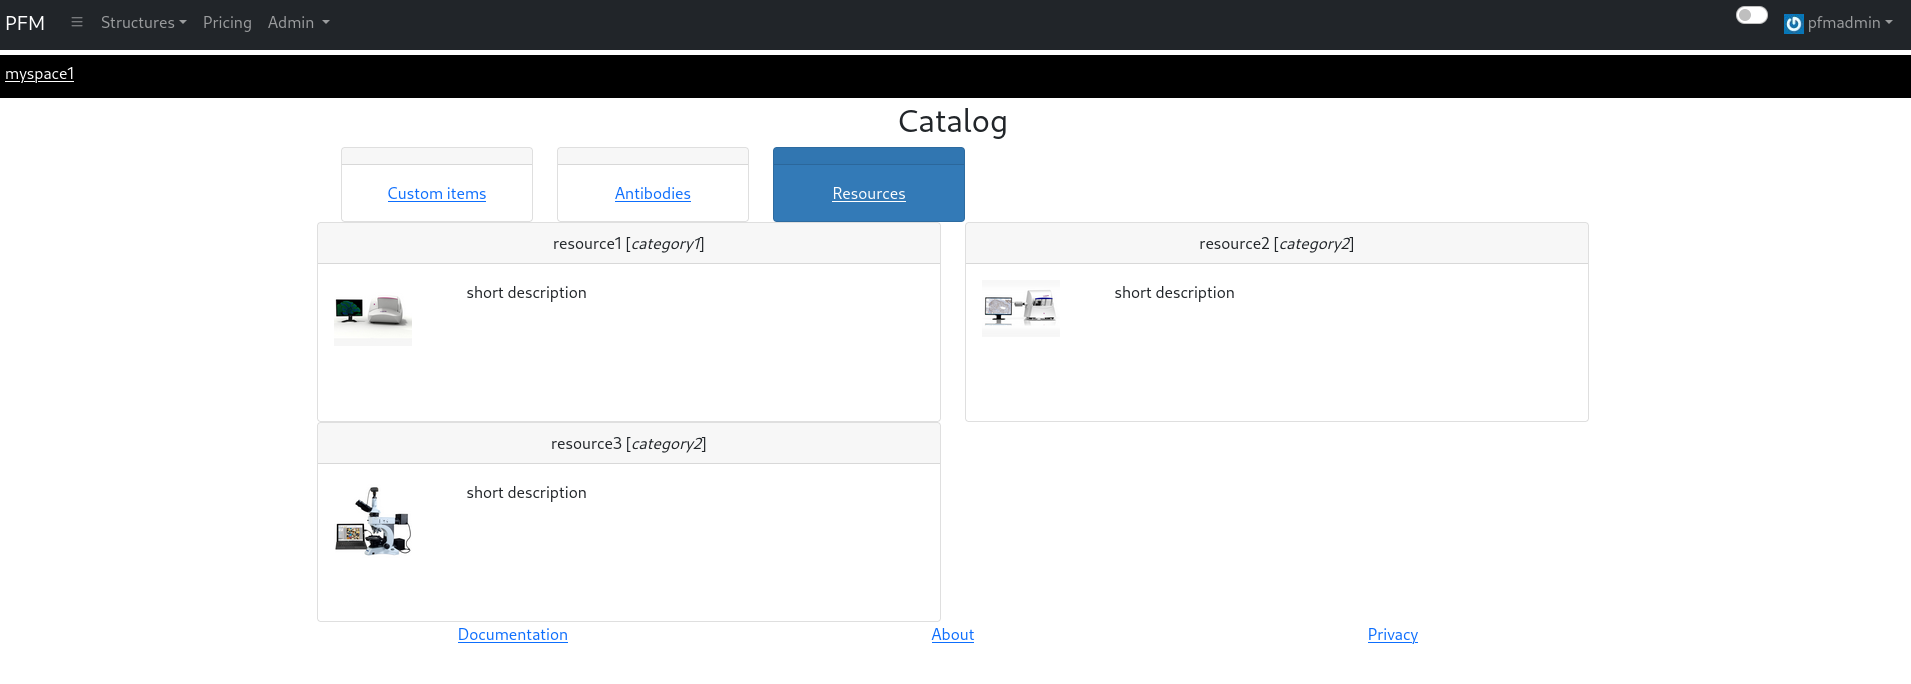 PFM Structures Pricing Admin pfmadmin
myspace1
Catalog
Custom items Antibodies Resources
resource1 [category1] resource2 [category2]
short description short description
resource3 [category2]
short description
Documentation About Privacy